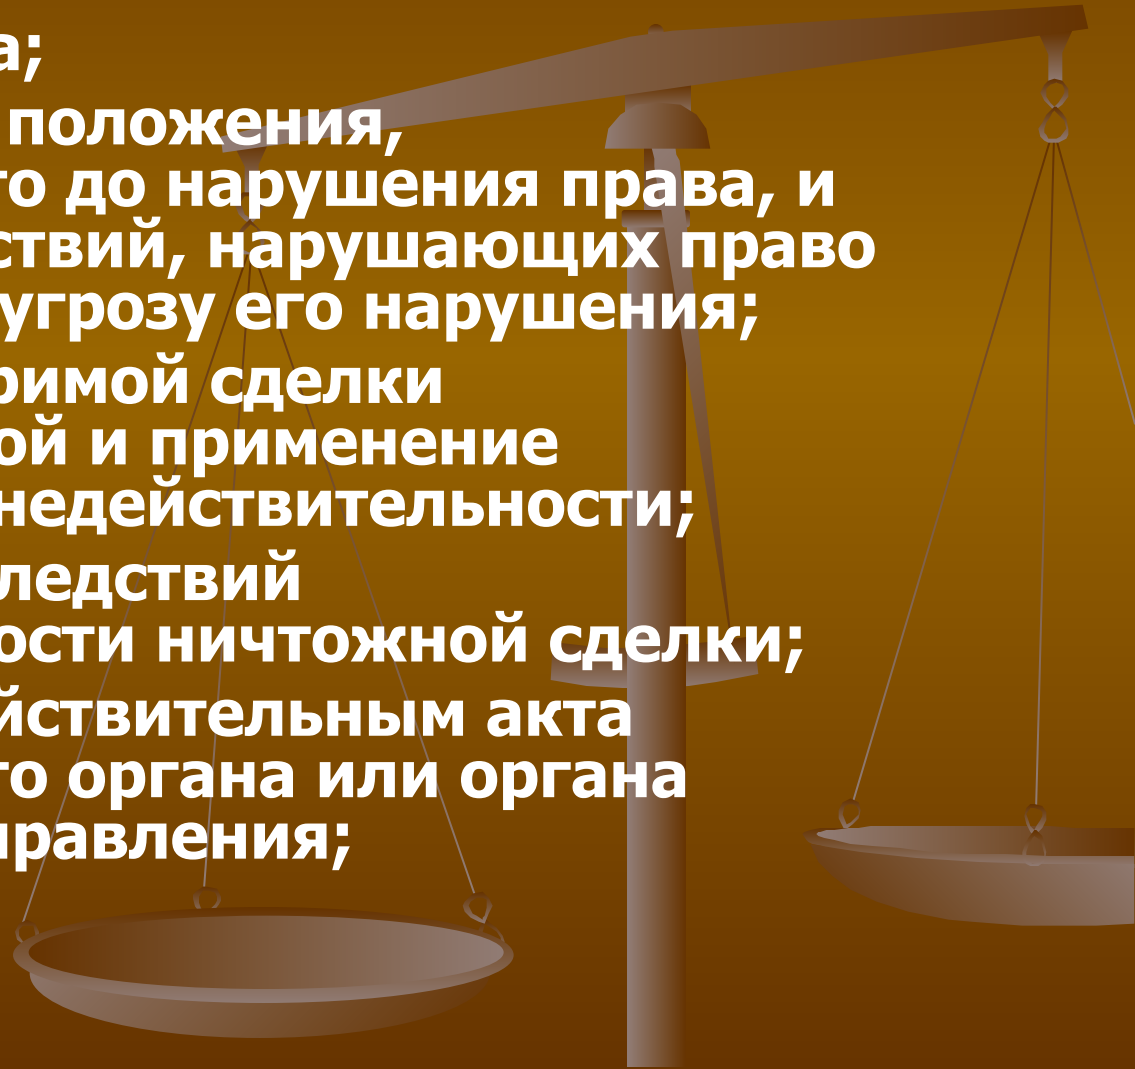 а;
положения,
го до нарушения права, и
ствий, нарушающих право
угрозу его нарушения;
римой сделки
ой и применение
недействительности;
ледствий
ости ничтожной сделки;
йствительным акта
го органа или органа
правления;